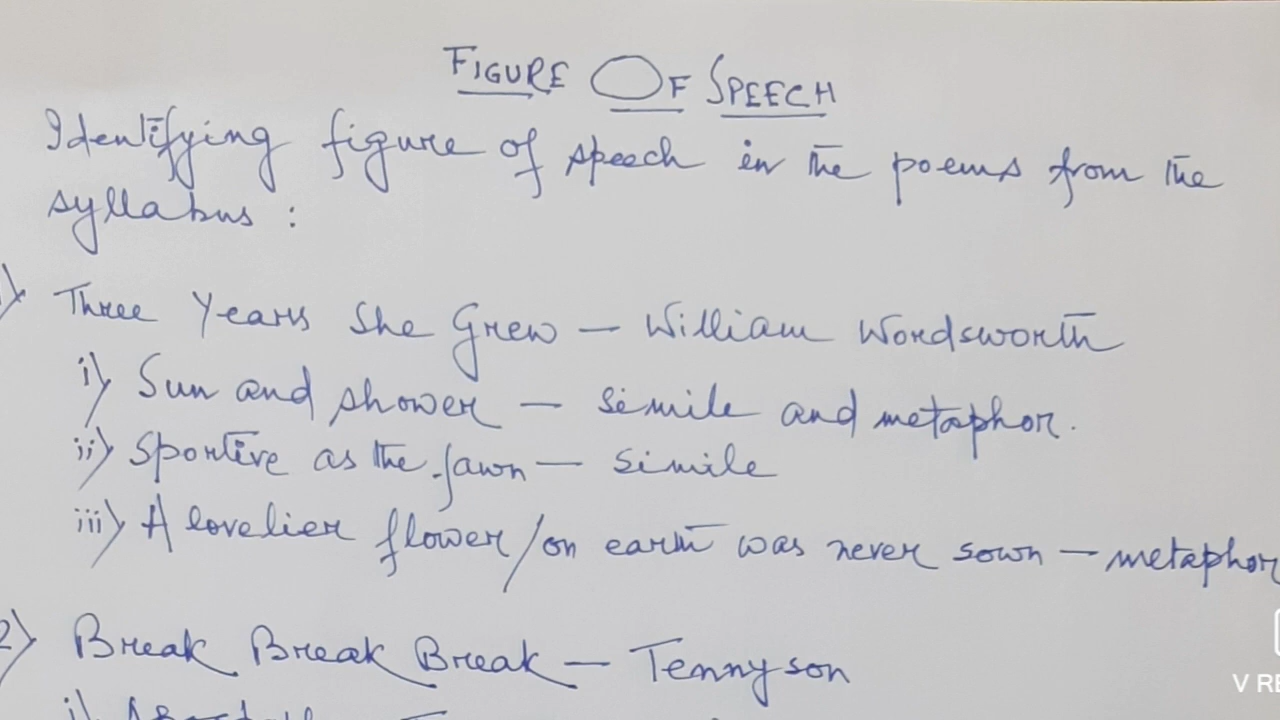 FIGURE OF SPEECH
Identifying figure of speech in the poems from the
syllabus :
Three Years She Grew — William Wordsworth
i) Sun and shower — simile and metaphor.
ii) Sportive as the fawn — simile
iii) A lovelier flower/on earth was never sown — metaphor
2) Break Break Break — Tennyson
i)
V RE